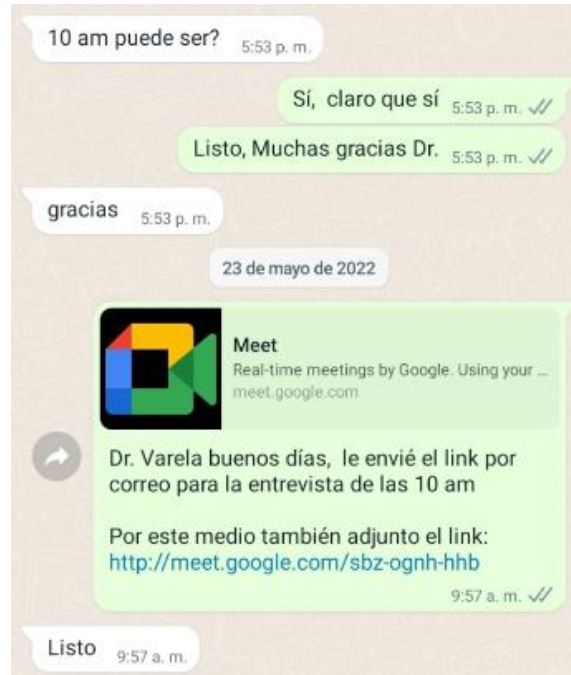 10 am puede ser?
5:53 p. m.
Sí, claro que sí
5:53 p. m.
Listo, Muchas gracias Dr.
5:53 p. m.
gracias
5:53 p. m.
23 de mayo de 2022
Meet
Real-time meetings by Google. Using your ...
meet.google.com
Dr. Varela buenos días, le envié el link por
correo para la entrevista de las 10 am
Por este medio también adjunto el link:
http://meet.google.com/sbz-ognh-hhb
9:57 a. m.
Listo
9:57 a. m.